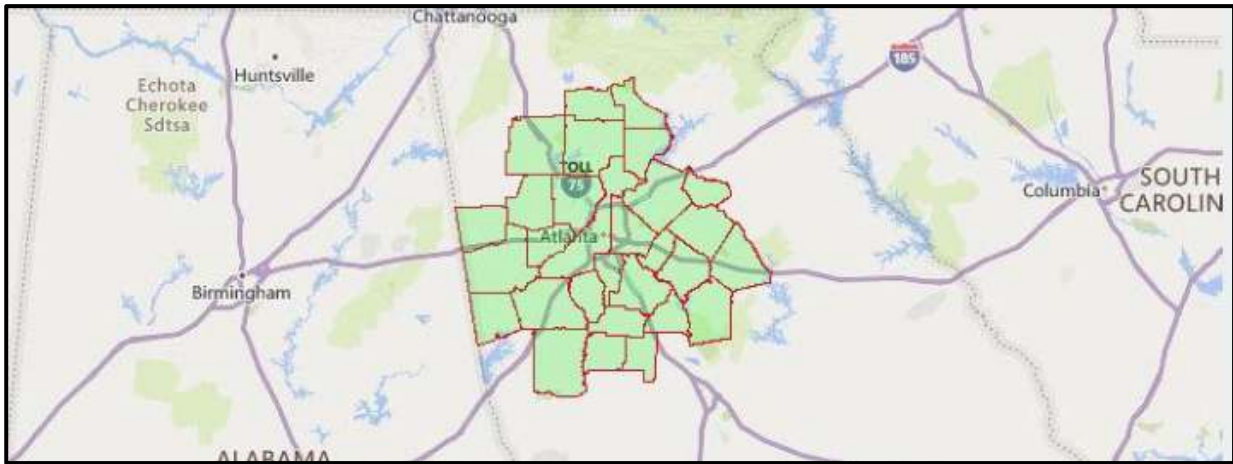 Chattanooga
Huntsville
185
Echota
Cherokee
Sdtsa
TOLL
75
SOUTH
CAROLIN
Columbia
Atlanta
Birmingham
ALABAMA